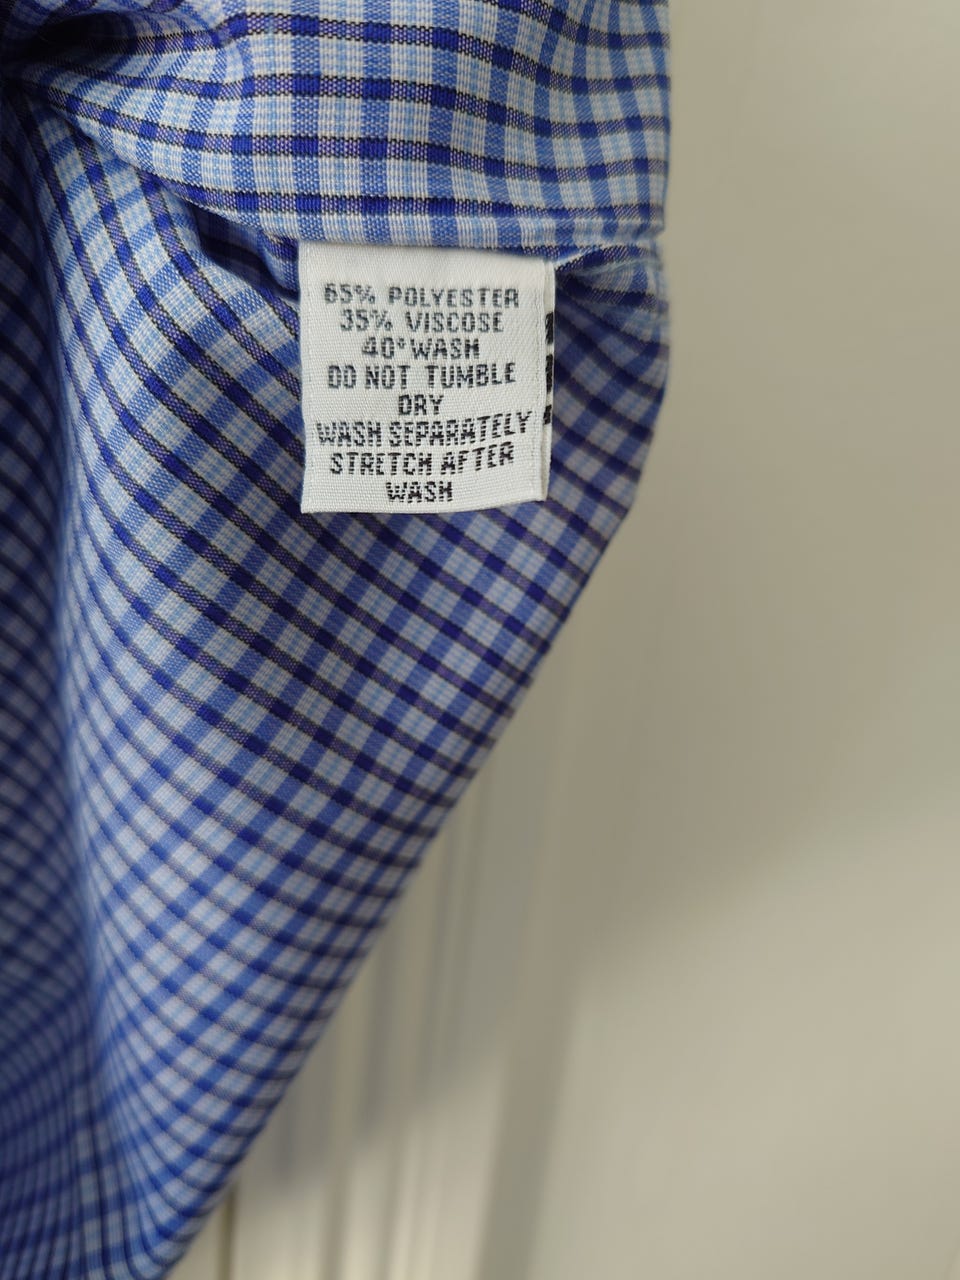 65% POLYESTER
35% VISCOSE
40° WASH
DO NOT TUMBLE
DRY
WASH SEPARATELY
STRETCH AFTER
WASH